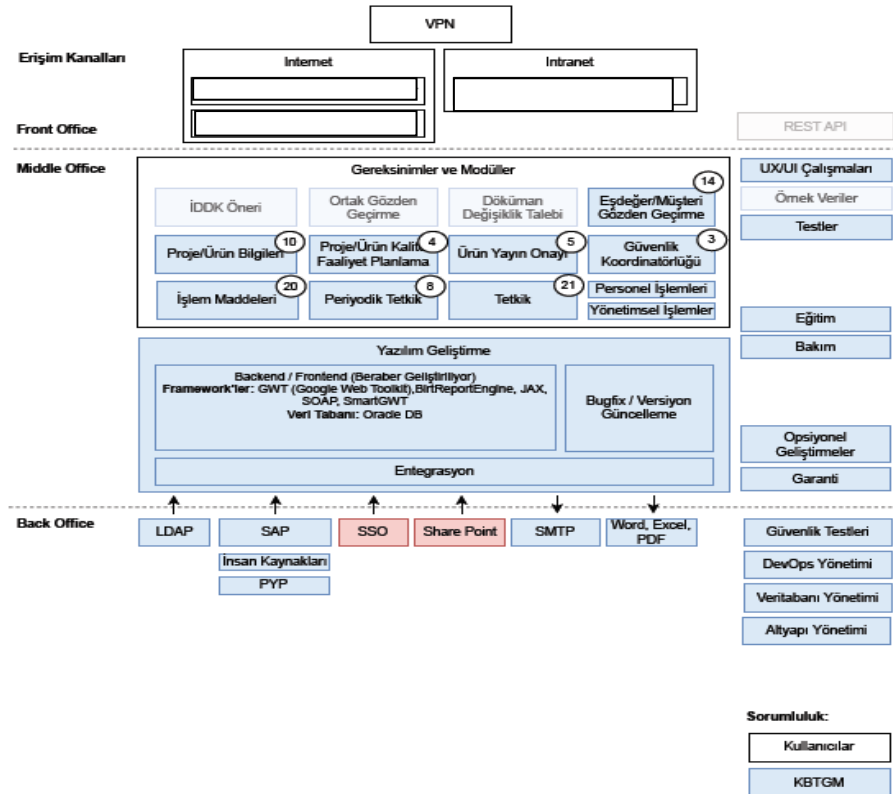 VPN
Erişim Kanalları
Internet
Intranet
Front Office
REST API
Middle Office
Gereksinimler ve Modüller
UX/UI Çalışmaları
14
İDDK Öneri
Ortak Gözden
Geçirme
Döküman
Değişiklik Talebi
Eşdeğer/Müşteri
Gözden Geçirme
Örnek Veriler
Testler
10
4
5
3
Proje/Ürün Bilgileri
Proje/Ürün Kalite
Faaliyet Planlama
Ürün Yayın Onayı
Güvenlik
Koordinatörlüğü
20
8
21
İşlem Maddeleri
Periyodik Tetkik
Tetkik
Personel İşlemleri
Yönetimsel İşlemler
Eğitim
Bakım
Yazılım Geliştirme
Backend / Frontend (Beraber Geliştiriliyor)
Framework'ler: GWT (Google Web Toolkit),BirtReportEngine, JAX,
SOAP, SmartGWT
Veri Tabanı: Oracle DB
Bugfix / Versiyon
Güncelleme
Opsiyonel
Geliştirmeler
Entegrasyon
Garanti
Back Office
LDAP
SAP
SSO
Share Point
SMTP
Word, Excel,
PDF
Güvenlik Testleri
İnsan Kaynakları
PYP
DevOps Yönetimi
Veritabanı Yönetimi
Altyapı Yönetimi
Sorumluluk:
Kullanıcılar
KBTGM